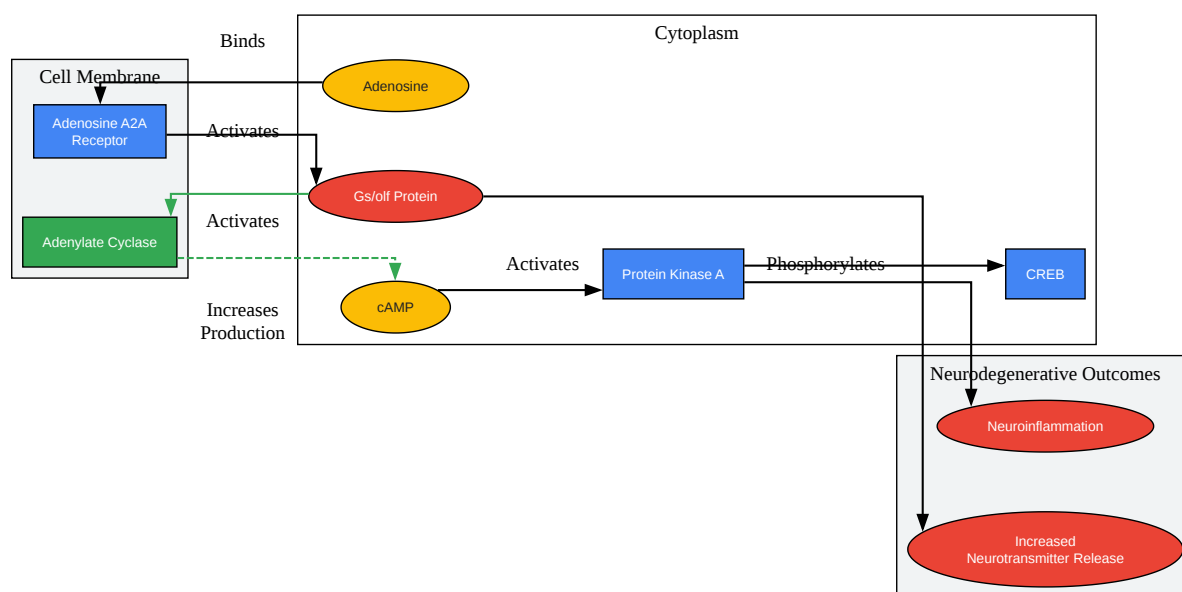 Binds
Cytoplasm
Cell Membrane
Adenosine
Adenosine A2A
Receptor
Activates
Gs/olf Protein
Activates
Adenylate Cyclase
Activates
Protein Kinase A
Phosphorylates
CREB
cAMP
Increases
Production
Neurodegenerative Outcomes
Neuroinflammation
Increased
Neurotransmitter Release